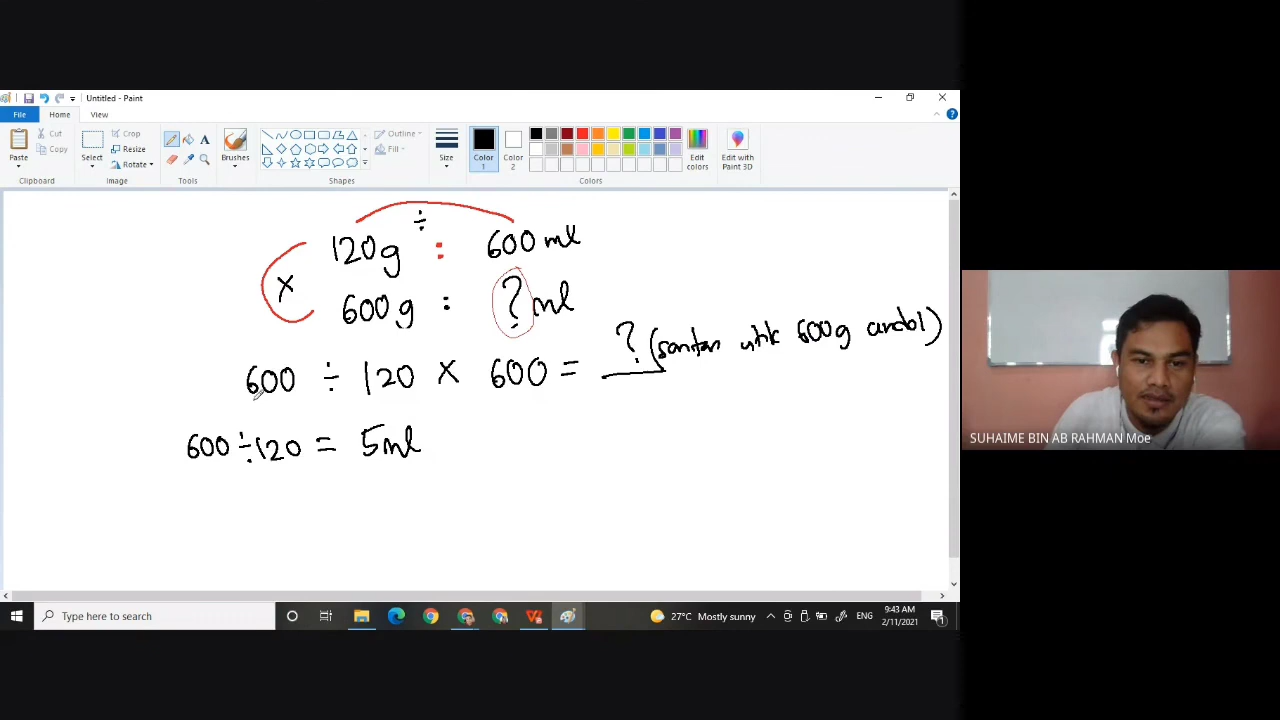 Untitled - Paint
File Home View
Paste
Cut
Copy
Clipboard
Select
Crop
Resize
Rotate
Image
Tools
Brushes
Outline
Fill
Shapes
Size
Color 1
Color 2
Edit colors
Edit with Paint 3D
Colors
÷
120g : 600 ml
×
600g : ? ml
600 ÷ 120 × 600 = ? (santan utk 600g cendol)
600 ÷ 120 = 5 ml
SUHAIME BIN AB RAHMAN Moe
Type here to search
27°C Mostly sunny
ENG
9:43 AM
2/11/2021